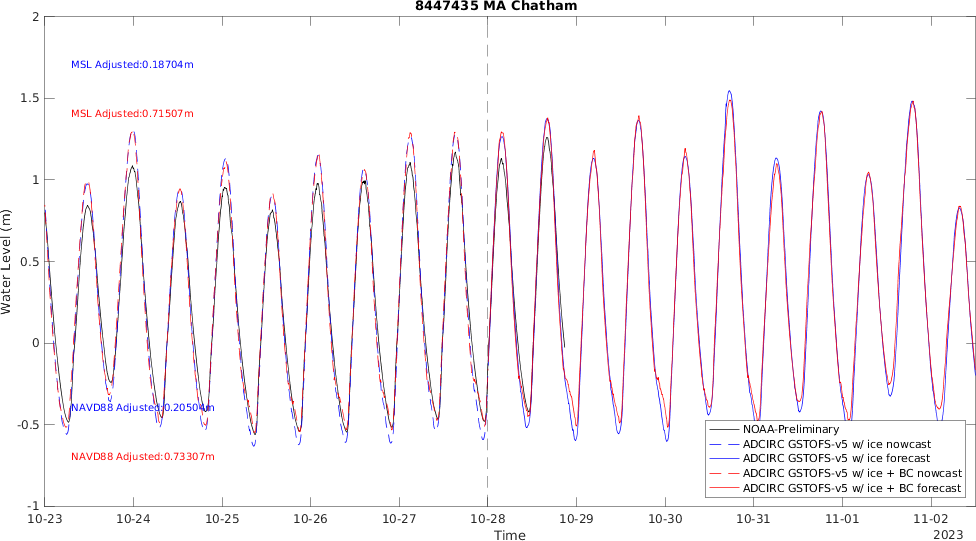 8447435 MA Chatham
2
1.5
1
0.5
0
-0.5
-1
Water Level (m)
MSL Adjusted:0.18704m
MSL Adjusted:0.71507m
NAVD88 Adjusted:0.20504m
NAVD88 Adjusted:0.73307m
NOAA-Preliminary
ADCIRC GSTOFS-v5 w/ ice nowcast
ADCIRC GSTOFS-v5 w/ ice forecast
ADCIRC GSTOFS-v5 w/ ice + BC nowcast
ADCIRC GSTOFS-v5 w/ ice + BC forecast
10-23 10-24 10-25 10-26 10-27 10-28 10-29 10-30 10-31 11-01 11-02
Time
2023